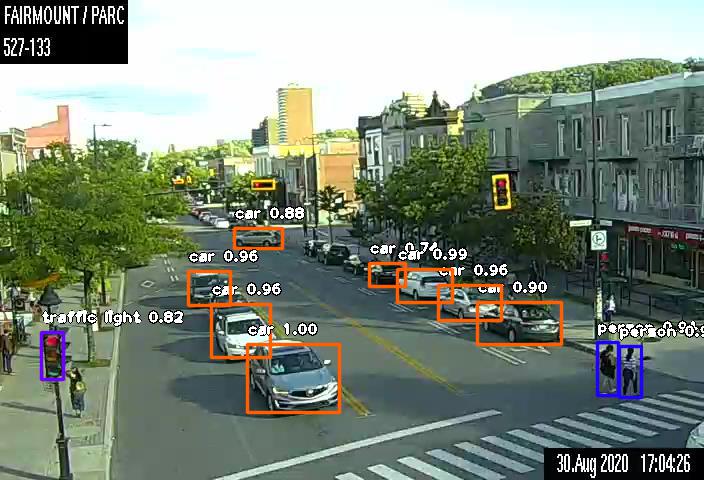 FAIRMOUNT / PARC
527-133
car 0.88
car 0.96
car 0.74
car 0.99
car 0.96
car 0.96
car 0.90
traffic light 0.82
car 1.00
person 0.9
30.Aug 2020 17:04:26